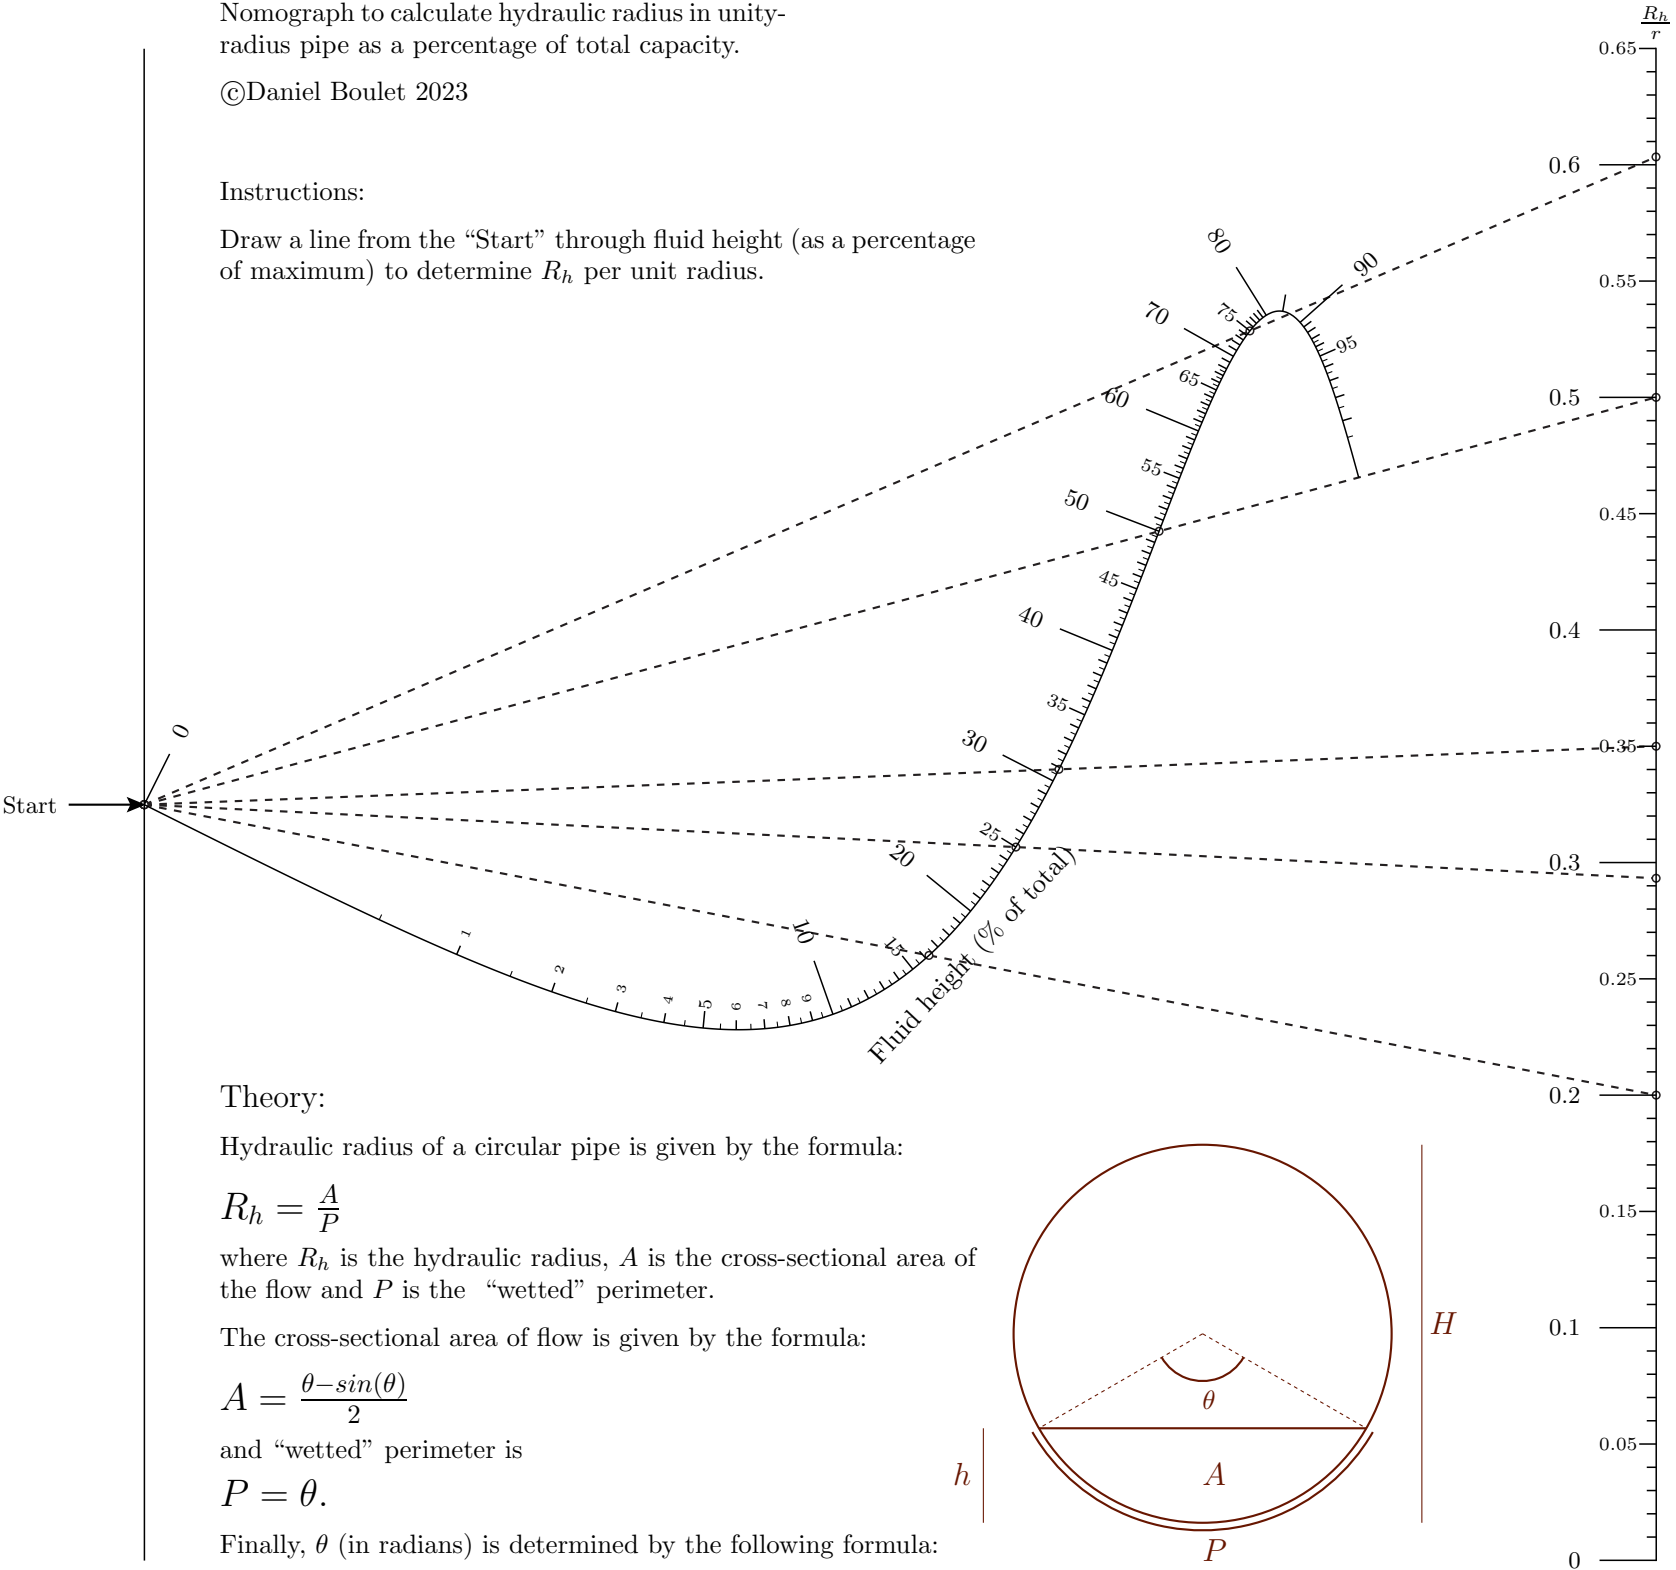 Nomograph to calculate hydraulic radius in unity-
radius pipe as a percentage of total capacity.
©Daniel Boulet 2023
Instructions:
Draw a line from the “Start” through fluid height (as a percentage
of maximum) to determine R_h per unit radius.
R_h/r
0.65
0.6
0.55
0.5
0.45
0.4
0.35
0.3
0.25
0.2
0.15
0.1
0.05
0
Start
0
1
2
3
4
5
6
7
8
9
10
15
20
25
30
35
40
45
50
55
60
65
70
75
80
90
95
Fluid height (% of total)
Theory:
Hydraulic radius of a circular pipe is given by the formula:
R_h = A/P
where R_h is the hydraulic radius, A is the cross-sectional area of
the flow and P is the “wetted” perimeter.
The cross-sectional area of flow is given by the formula:
A = θ−sin(θ)/2
and “wetted” perimeter is
P = θ.
Finally, θ (in radians) is determined by the following formula:
H
θ
h
A
P